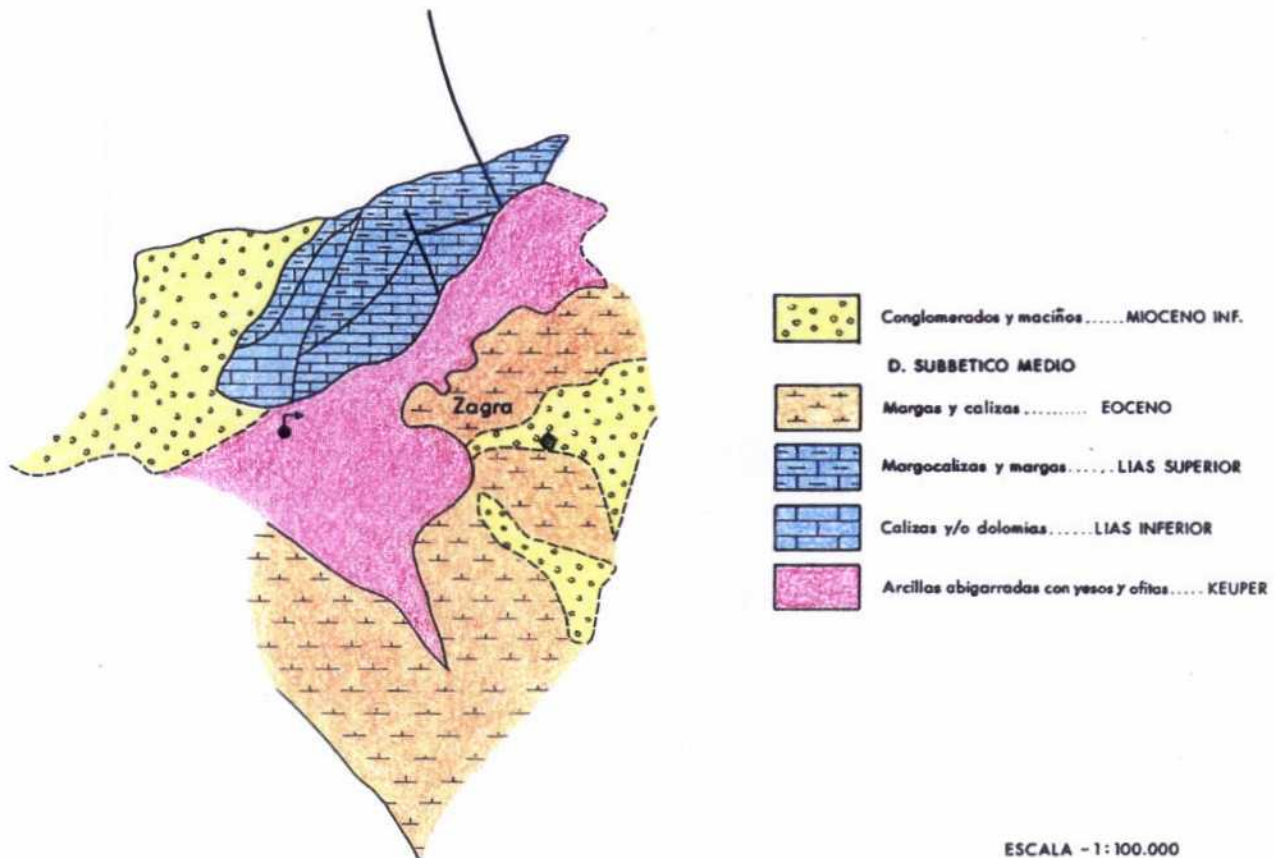 Zagra
Conglomerados y maciños.....MIOCENO INF.
D. SUBBETICO MEDIO
Margas y calizas.......... EOCENO
Margocalizas y margas......LIAS SUPERIOR
Calizas y/o dolomias......LIAS INFERIOR
Arcillas abigarradas con yesos y ofitas.....KEUPER
ESCALA - 1:100.000